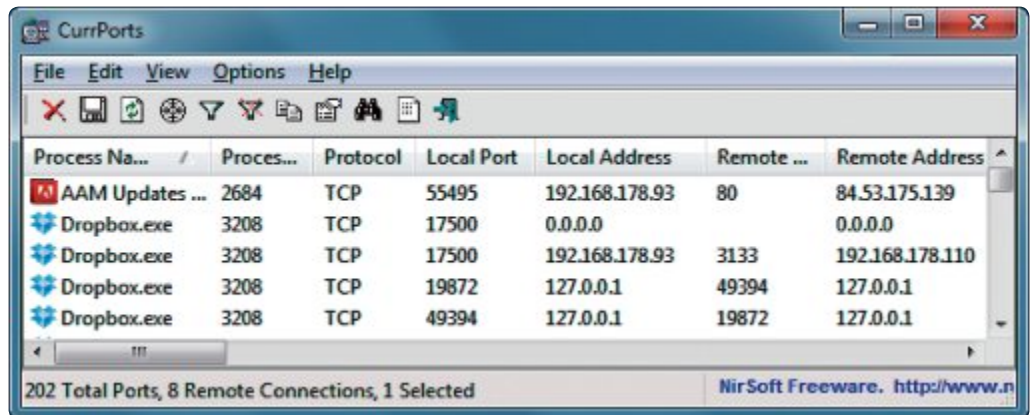 CurrPorts
File Edit View Options Help
Process Na... / Proces... Protocol Local Port Local Address Remote ... Remote Address
AAM Updates ... 2684 TCP 55495 192.168.178.93 80 84.53.175.139
Dropbox.exe 3208 TCP 17500 0.0.0.0 0.0.0.0
Dropbox.exe 3208 TCP 17500 192.168.178.93 3133 192.168.178.110
Dropbox.exe 3208 TCP 19872 127.0.0.1 49394 127.0.0.1
Dropbox.exe 3208 TCP 49394 127.0.0.1 19872 127.0.0.1
202 Total Ports, 8 Remote Connections, 1 Selected NirSoft Freeware. http://www.n